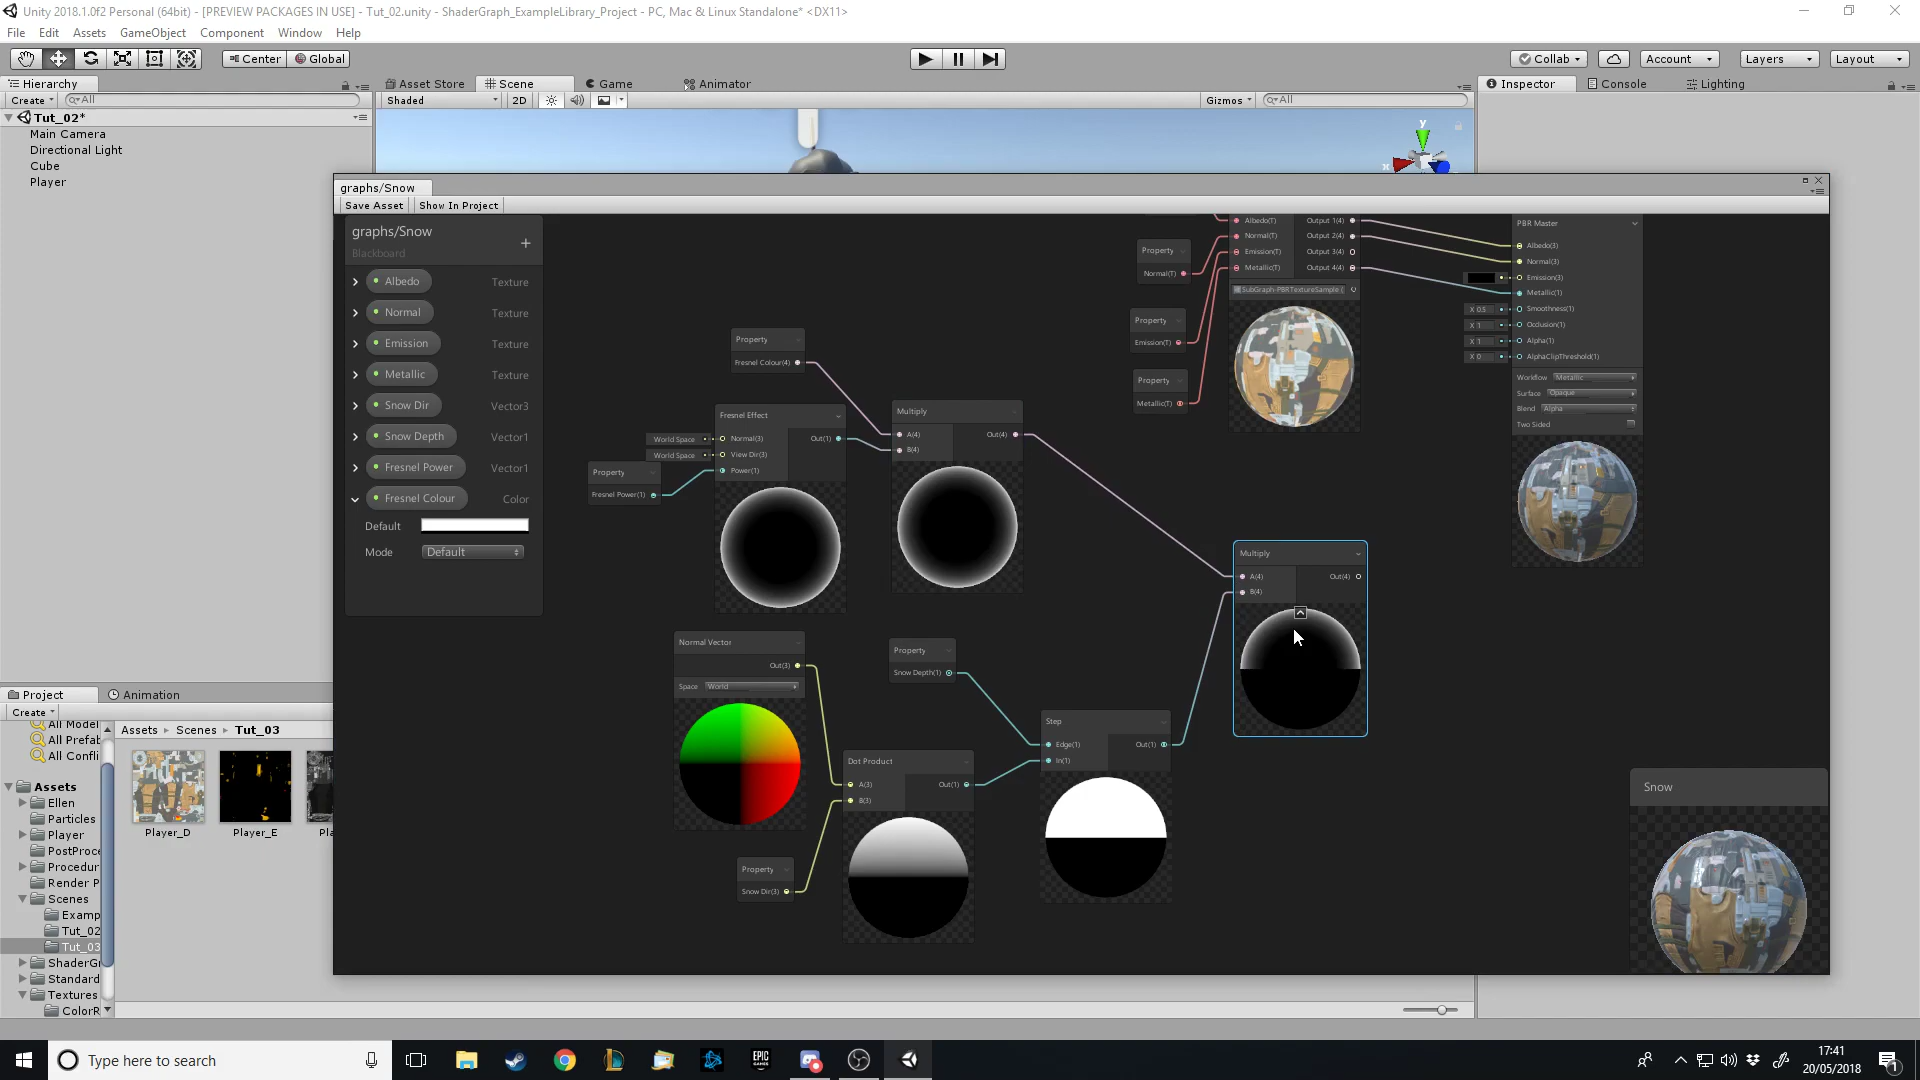 Unity 2018.1.0f2 Personal (64bit) - [PREVIEW PACKAGES IN USE] - Tut_02.unity - ShaderGraph_ExampleLibrary_Project - PC, Mac & Linux Standalone* <DX11>
File Edit Assets GameObject Component Window Help
Center Global
Collab Account Layers Layout
Hierarchy
Asset Store Scene Game Animator
Inspector Console Lighting
Create All
Shaded 2D Gizmos All
Tut_02*
Main Camera
Directional Light
Cube
Player
y
x
graphs/Snow
Save Asset Show In Project
graphs/Snow
Blackboard
Albedo Texture
Normal Texture
Emission Texture
Metallic Texture
Snow Dir Vector3
Snow Depth Vector1
Fresnel Power Vector1
Fresnel Colour Color
Default
Mode Default
Property
Fresnel Colour(4)
Fresnel Effect
World Space Normal(3) Out(1)
World Space View Dir(3)
Power(1)
Property
Fresnel Power(1)
Multiply
A(4) Out(4)
B(4)
Property
Normal(T)
Property
Emission(T)
Property
Metallic(T)
Albedo(T) Output 1(4)
Normal(T) Output 2(4)
Emission(T) Output 3(4)
Metallic(T) Output 4(4)
SubGraph-PBRTextureSample (
PBR Master
Albedo(3)
Normal(3)
Emission(3)
Metallic(1)
X 0.5 Smoothness(1)
X 1 Occlusion(1)
X 1 Alpha(1)
X 0 AlphaClipThreshold(1)
Workflow Metallic
Surface Opaque
Blend Alpha
Two Sided
Multiply
A(4) Out(4)
B(4)
Normal Vector
Out(3)
Space World
Property
Snow Depth(1)
Step
Edge(1) Out(1)
In(1)
Dot Product
A(3) Out(1)
B(3)
Property
Snow Dir(3)
Snow
Project Animation
Create
All Model
All Prefab
All Confli
Assets
Ellen
Particles
Player
PostProce
Procedur
Render P
Scenes
Examp
Tut_02
Tut_03
ShaderGr
Standard
Textures
ColorR
Assets Scenes Tut_03
Player_D Player_E Pla
Type here to search
EPIC GAMES
17:41
20/05/2018
1